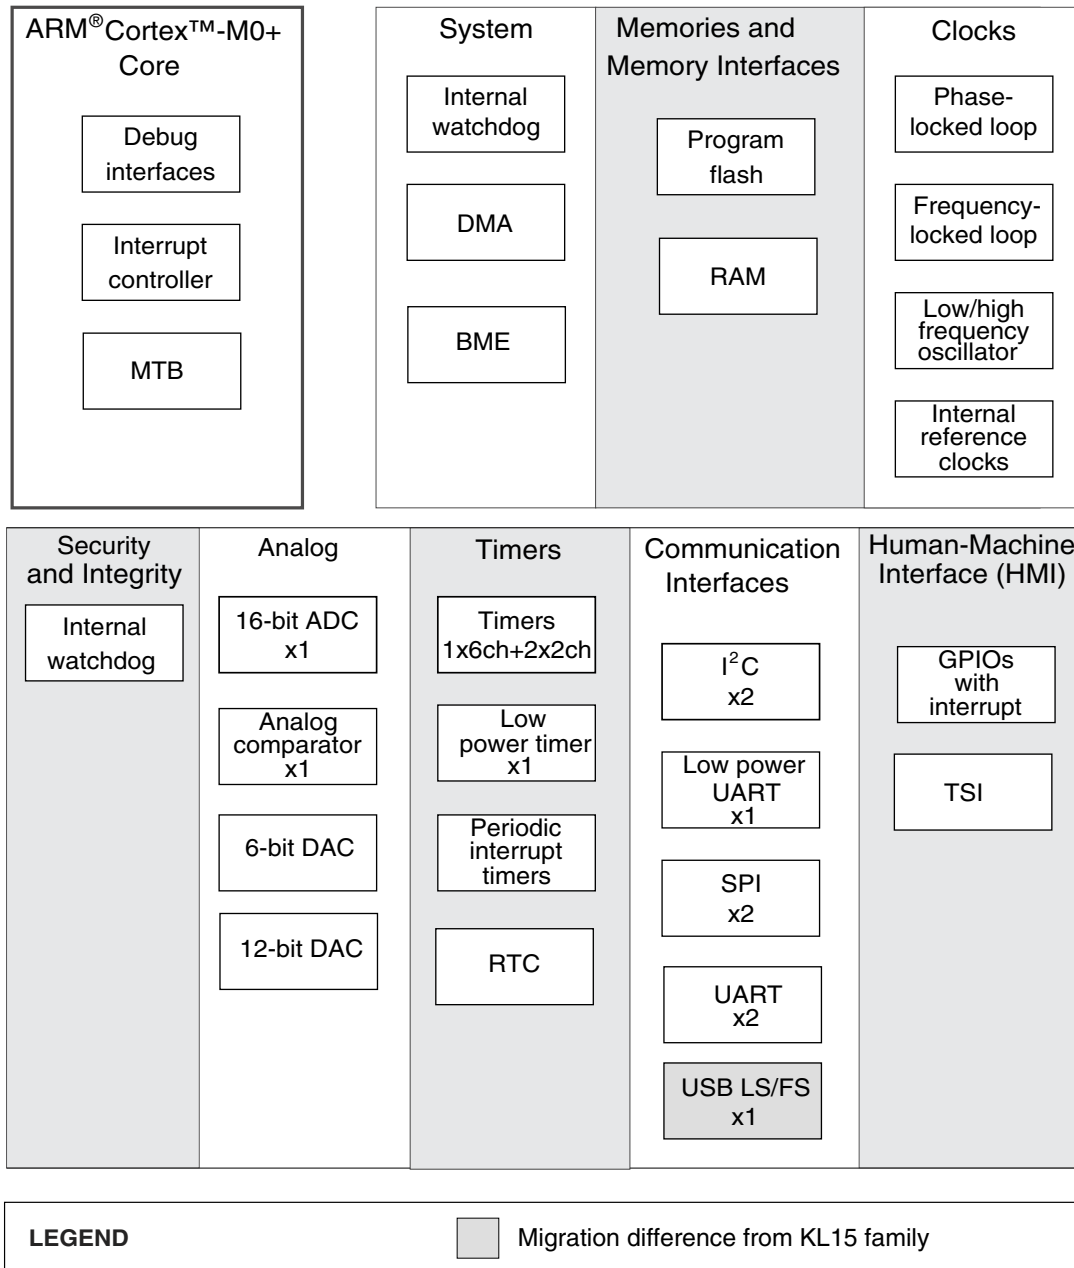 ARM®Cortex™-M0+
Core
Debug
interfaces
Interrupt
controller
MTB
System
Internal
watchdog
DMA
BME
Memories and
Memory Interfaces
Program
flash
RAM
Clocks
Phase-
locked loop
Frequency-
locked loop
Low/high
frequency
oscillator
Internal
reference
clocks
Security
and Integrity
Internal
watchdog
Analog
16-bit ADC
x1
Analog
comparator
x1
6-bit DAC
12-bit DAC
Timers
Timers
1x6ch+2x2ch
Low
power timer
x1
Periodic
interrupt
timers
RTC
Communication
Interfaces
I²C
x2
Low power
UART
x1
SPI
x2
UART
x2
USB LS/FS
x1
Human-Machine
Interface (HMI)
GPIOs
with
interrupt
TSI
LEGEND
Migration difference from KL15 family